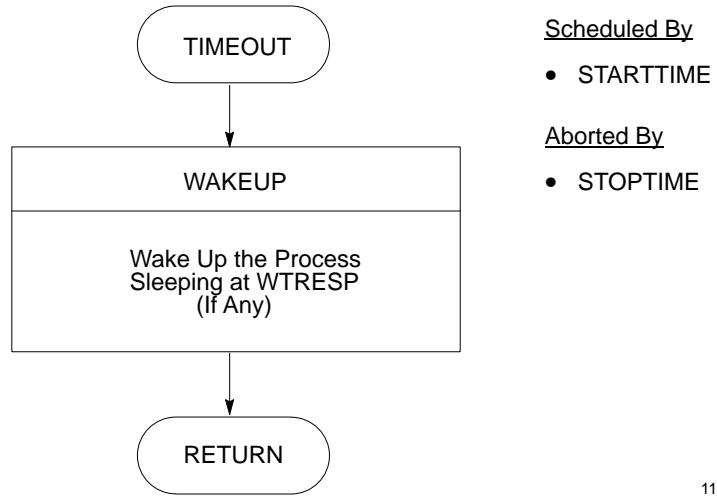 TIMEOUT
WAKEUP
Wake Up the Process
Sleeping at WTRESP
(If Any)
RETURN
Scheduled By
• STARTTIME
Aborted By
• STOPTIME
11